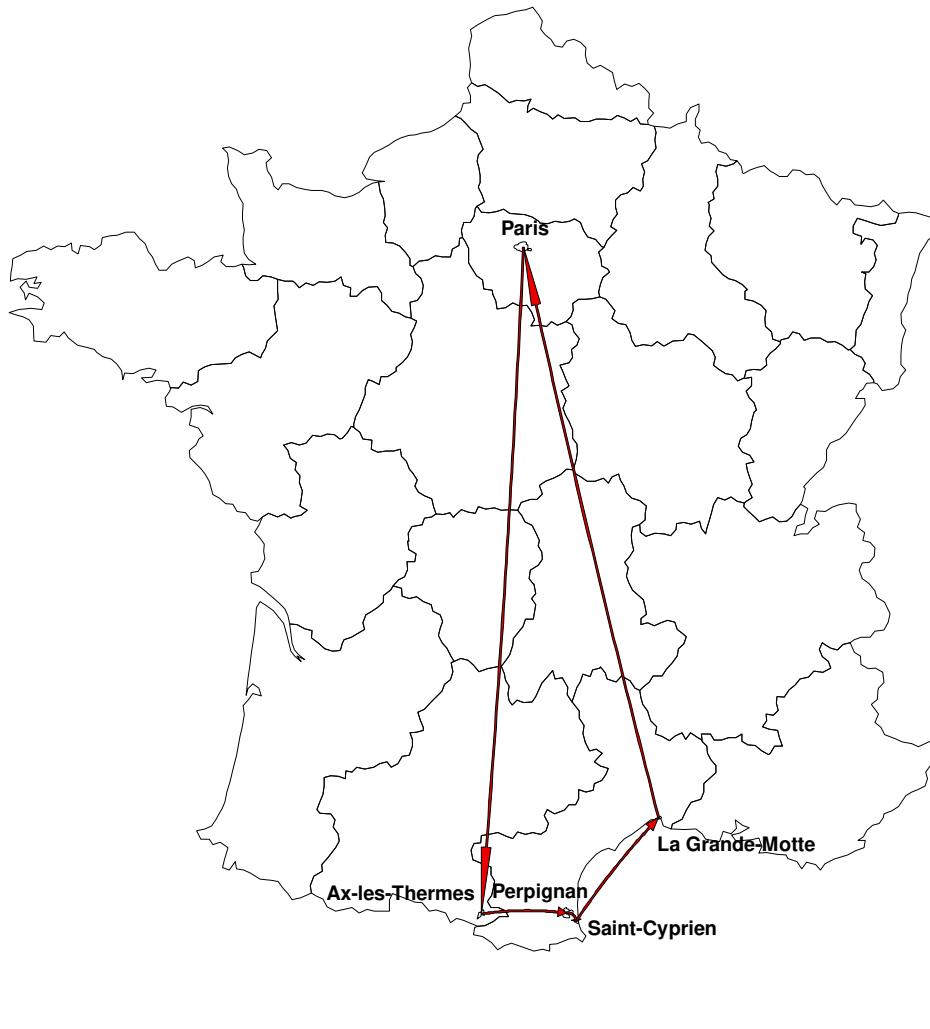 Paris
Ax-les-Thermes
Perpignan
La Grande-Motte
Saint-Cyprien